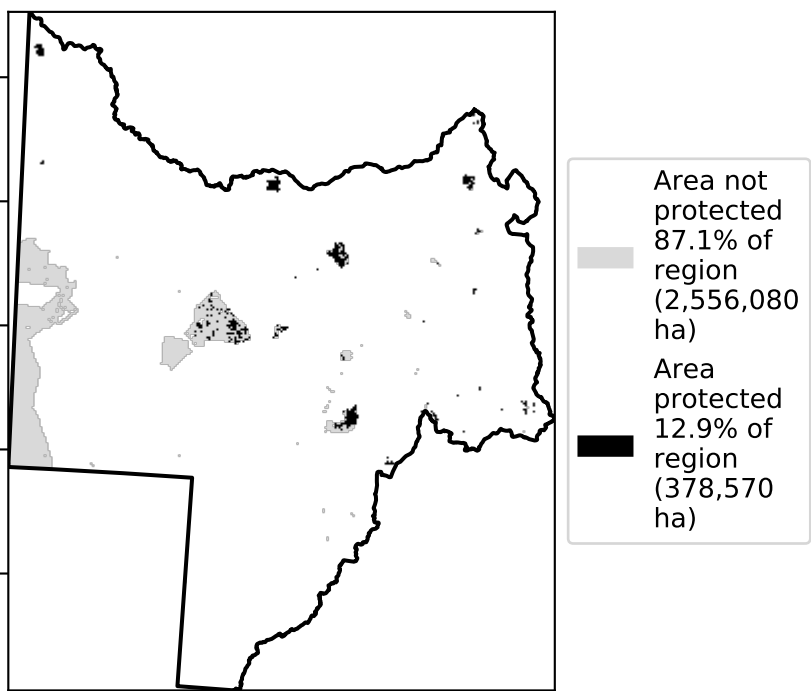 Area not
protected
87.1% of
region
(2,556,080
ha)
Area
protected
12.9% of
region
(378,570
ha)